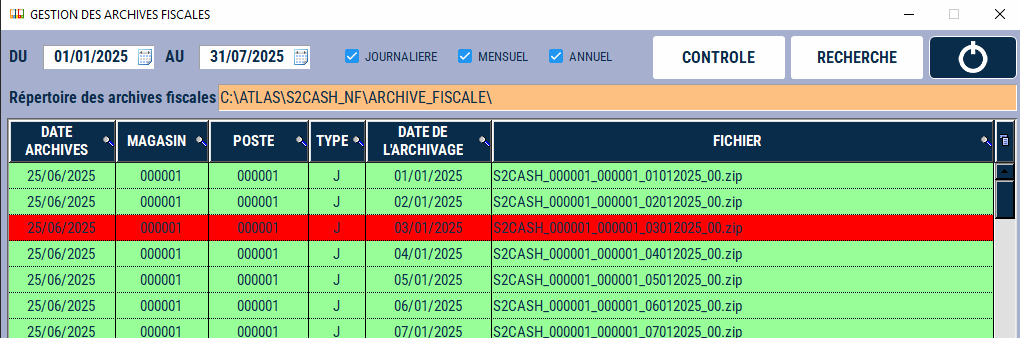 GESTION DES ARCHIVES FISCALES
DU 01/01/2025 AU 31/07/2025 JOURNALIERE MENSUEL ANNUEL CONTROLE RECHERCHE
Répertoire des archives fiscales C:\ATLAS\S2CASH_NF\ARCHIVE_FISCALE\
DATE ARCHIVES MAGASIN POSTE TYPE DATE DE L'ARCHIVAGE FICHIER
25/06/2025 000001 000001 J 01/01/2025 S2CASH_000001_000001_01012025_00.zip
25/06/2025 000001 000001 J 02/01/2025 S2CASH_000001_000001_02012025_00.zip
25/06/2025 000001 000001 J 03/01/2025 S2CASH_000001_000001_03012025_00.zip
25/06/2025 000001 000001 J 04/01/2025 S2CASH_000001_000001_04012025_00.zip
25/06/2025 000001 000001 J 05/01/2025 S2CASH_000001_000001_05012025_00.zip
25/06/2025 000001 000001 J 06/01/2025 S2CASH_000001_000001_06012025_00.zip
25/06/2025 000001 000001 J 07/01/2025 S2CASH_000001_000001_07012025_00.zip